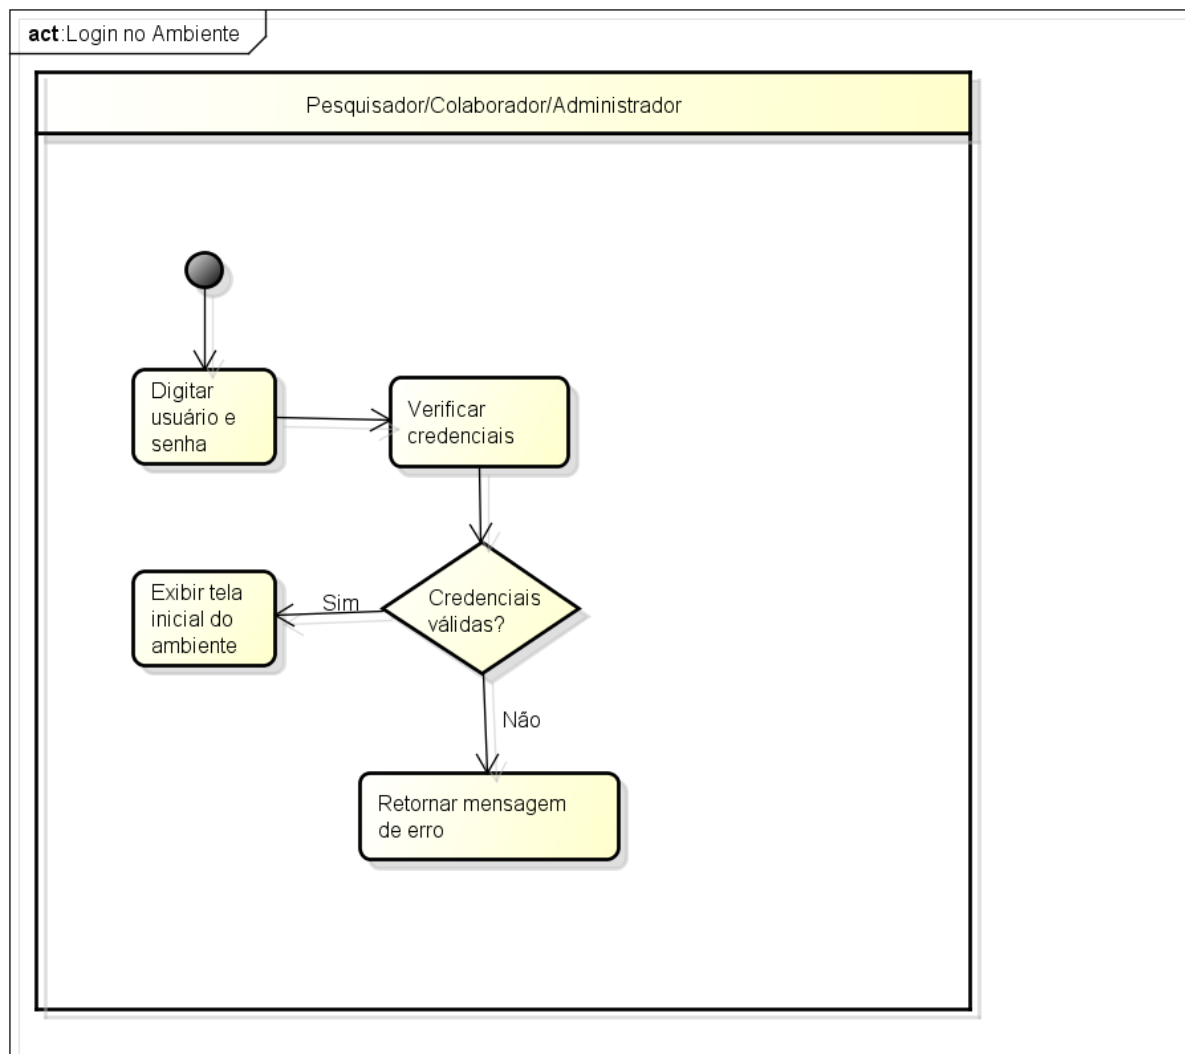 act:Login no Ambiente
Pesquisador/Colaborador/Administrador
Digitar
usuário e
senha
Verificar
credenciais
Credenciais
válidas?
Sim
Exibir tela
inicial do
ambiente
Não
Retornar mensagem
de erro